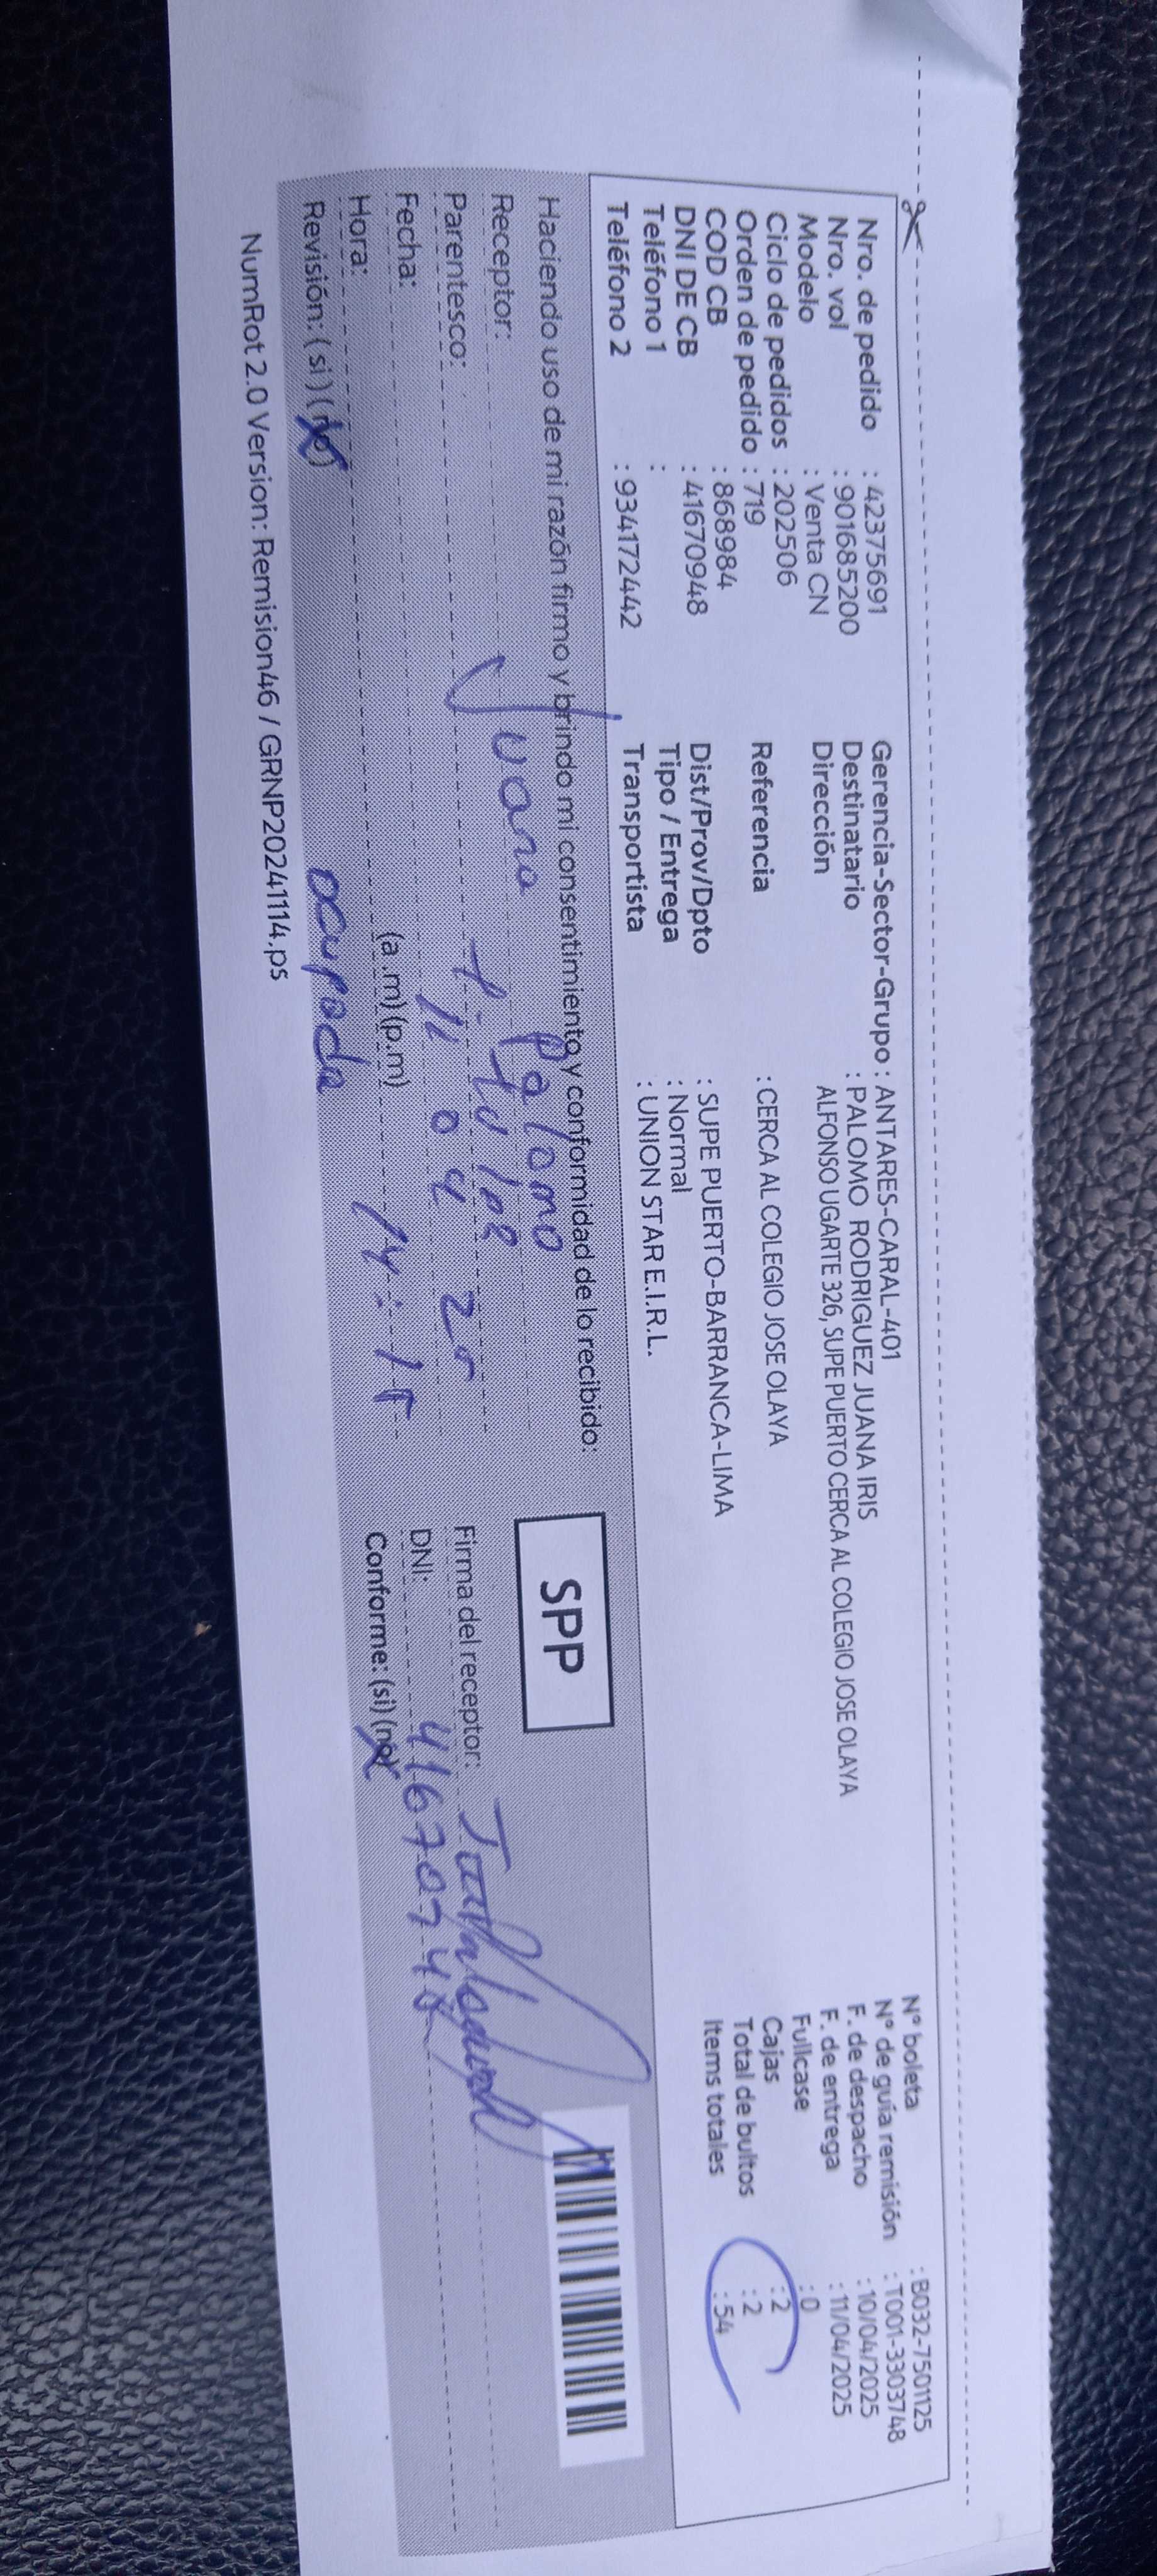 Nro. de pedido : 42375691
Nro. vol : 901685200
Modelo : Venta CN
Ciclo de pedidos : 202506
Orden de pedido : 719
COD CB : 868984
DNI DE CB : 41670948
Teléfono 1 :
Teléfono 2 : 934172442
Gerencia-Sector-Grupo : ANTARES-CARAL-401
Destinatario : PALOMO RODRIGUEZ JUANA IRIS
Dirección ALFONSO UGARTE 326, SUPE PUERTO CERCA AL COLEGIO JOSE OLAYA
Referencia : CERCA AL COLEGIO JOSE OLAYA
Dist/Prov/Dpto : SUPE PUERTO-BARRANCA-LIMA
Tipo / Entrega : Normal
Transportista : UNION STAR E.I.R.L.
N° boleta : B032-7501125
N° de guía remisión : T001-3303748
F. de despacho : 10/04/2025
F. de entrega : 11/04/2025
Fullcase : 0
Cajas : 2
Total de bultos : 2
Items totales : 54
Haciendo uso de mi razón firmo y brindo mi consentimiento y conformidad de lo recibido:
SPP
Receptor: Juana Palomo
Parentesco: titular
Fecha: 11 04 25
Hora: (a .m) (p.m) 14:15
Revisión: ( si ) ( no ) ocupada
Firma del receptor:
DNI: 41670948
Conforme: (si) (no)
NumRot 2.0 Version: Remision46 / GRNP20241114.ps